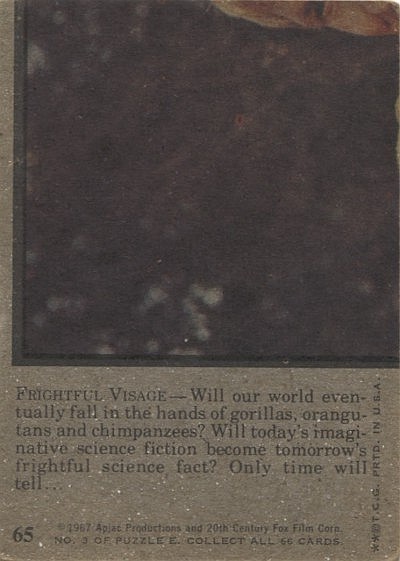 FRIGHTFUL VISAGE — Will our world even-
tually fall in the hands of gorillas, orangu-
tans and chimpanzees? Will today's imagi-
native science fiction become tomorrow's
frightful science fact? Only time will
tell...
65
©1967 Apjac Productions and 20th Century Fox Film Corp.
NO. 3 OF PUZZLE E. COLLECT ALL 66 CARDS.
**©T.C.G. PRTD. IN U.S.A.